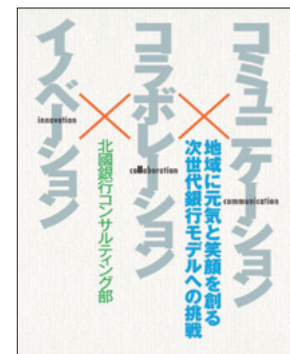 コミュニケーション
communication
コラボレーション
collaboration
イノベーション
innovation
地域に元気と笑顔を創る
次世代銀行モデルへの挑戦
北國銀行コンサルティング部